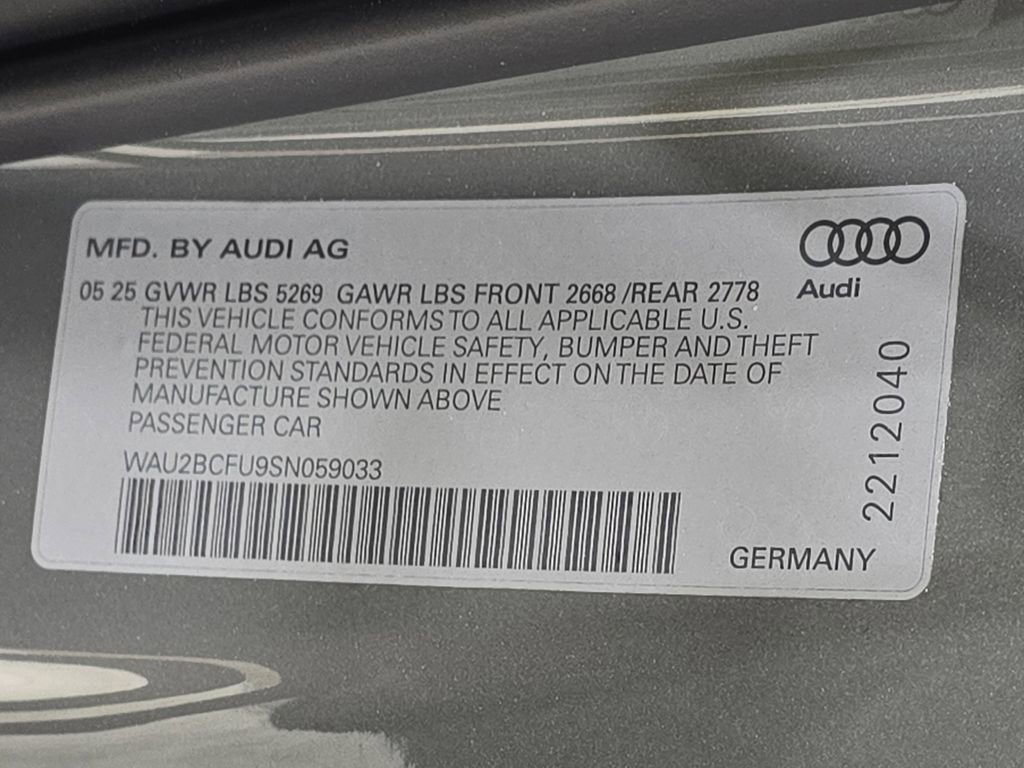 MFD. BY AUDI AG
Audi
05 25 GVWR LBS 5269 GAWR LBS FRONT 2668 /REAR 2778
THIS VEHICLE CONFORMS TO ALL APPLICABLE U.S.
FEDERAL MOTOR VEHICLE SAFETY, BUMPER AND THEFT
PREVENTION STANDARDS IN EFFECT ON THE DATE OF
MANUFACTURE SHOWN ABOVE
PASSENGER CAR
WAU2BCFU9SN059033
2212040
GERMANY